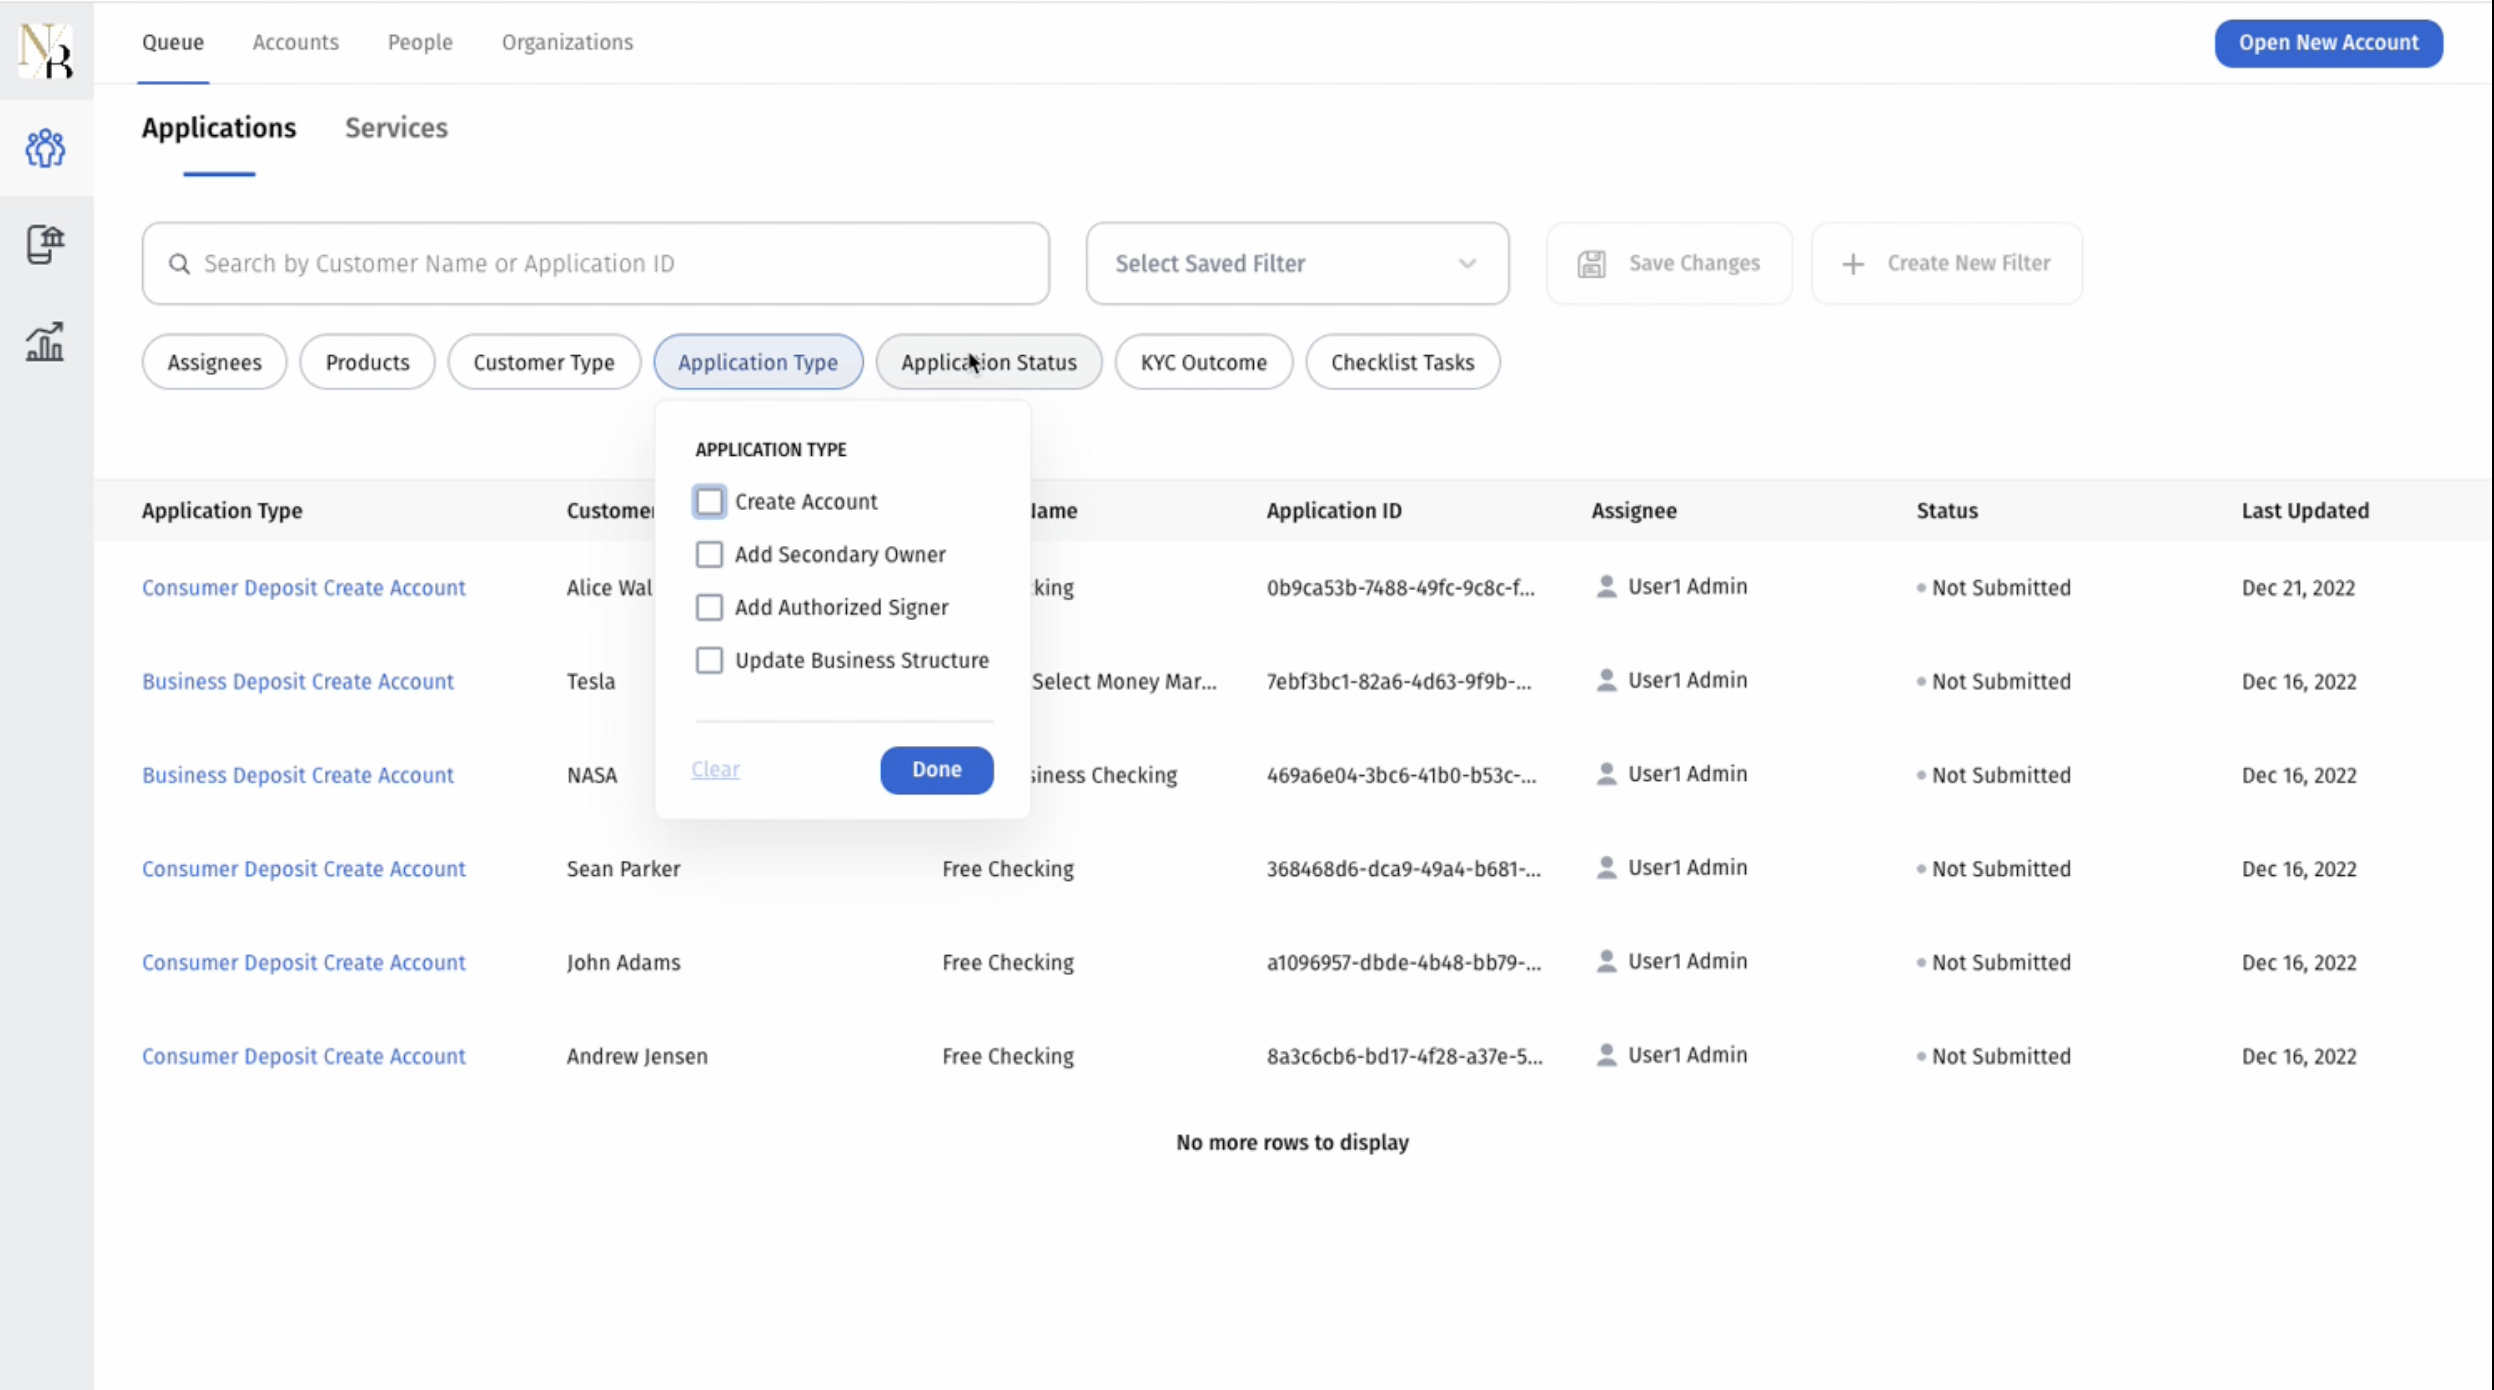 NB
Queue Accounts People Organizations Open New Account
Applications Services
Search by Customer Name or Application ID Select Saved Filter Save Changes Create New Filter
Assignees Products Customer Type Application Type Application Status KYC Outcome Checklist Tasks
APPLICATION TYPE
Create Account
Add Secondary Owner
Add Authorized Signer
Update Business Structure
Clear Done
Application Type Customer Application ID Assignee Status Last Updated
Consumer Deposit Create Account Alice 0b9ca53b-7488-49fc-9c8c-f... User1 Admin Not Submitted Dec 21, 2022
Business Deposit Create Account Tesla Select Money Mar... 7ebf3bc1-82a6-4d63-9f9b-... User1 Admin Not Submitted Dec 16, 2022
Business Deposit Create Account NASA Checking 469a6e04-3bc6-41b0-b53c-... User1 Admin Not Submitted Dec 16, 2022
Consumer Deposit Create Account Sean Parker Free Checking 368468d6-dca9-49a4-b681-... User1 Admin Not Submitted Dec 16, 2022
Consumer Deposit Create Account John Adams Free Checking a1096957-dbde-4b48-bb79-... User1 Admin Not Submitted Dec 16, 2022
Consumer Deposit Create Account Andrew Jensen Free Checking 8a3c6cb6-bd17-4f28-a37e-5... User1 Admin Not Submitted Dec 16, 2022
No more rows to display